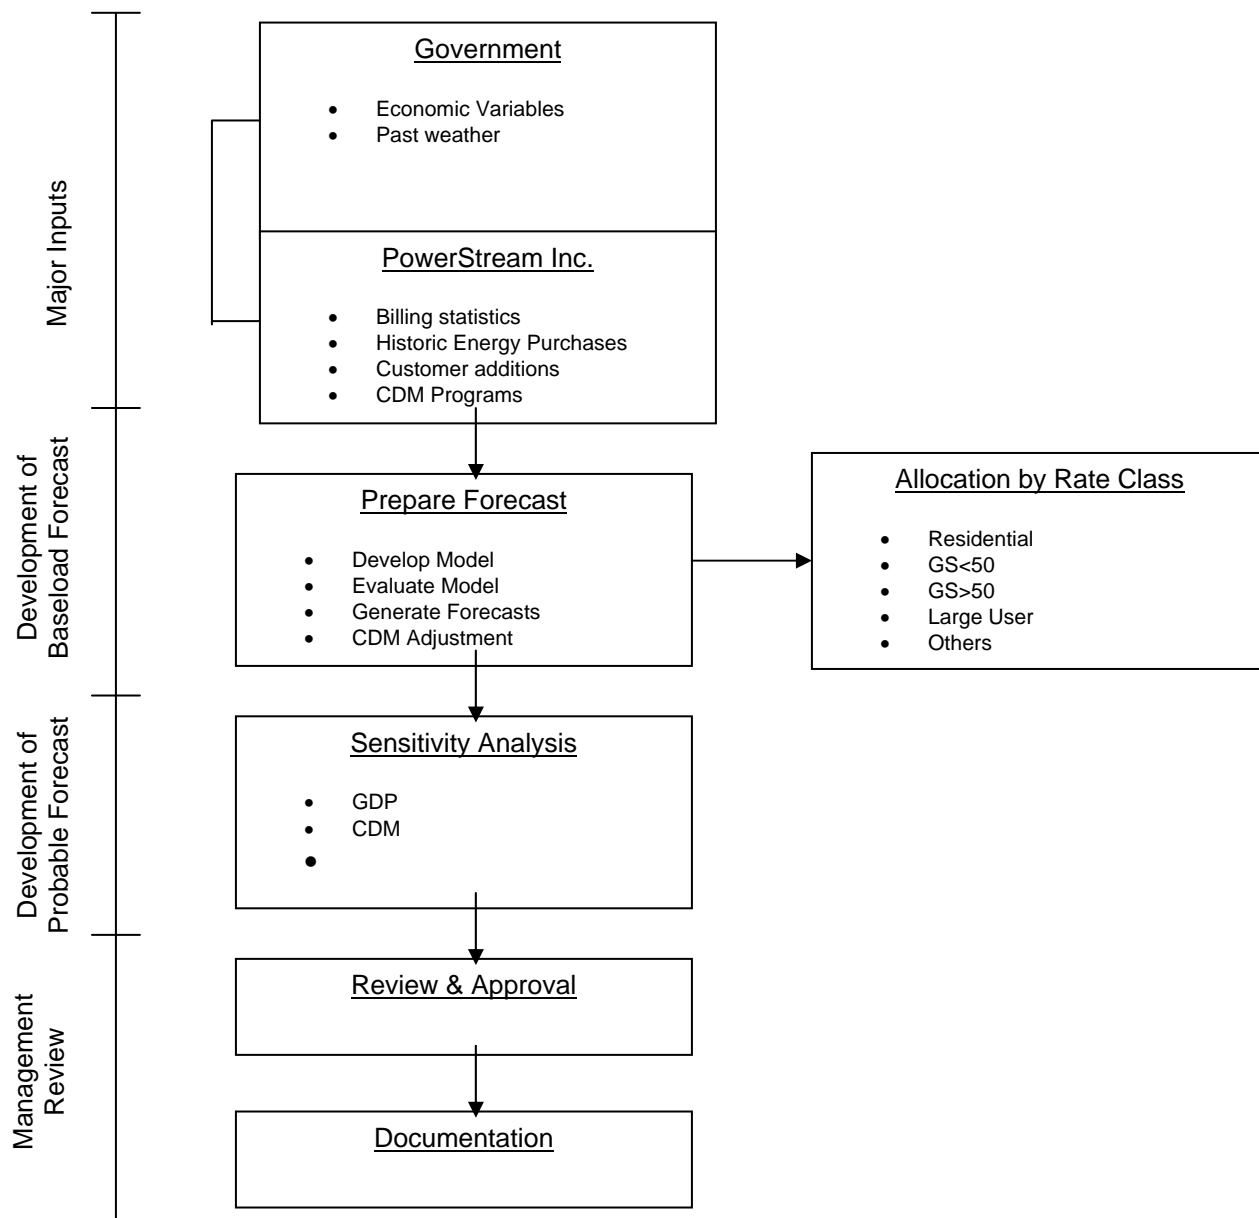 Major Inputs
Government
• Economic Variables
• Past weather
PowerStream Inc.
• Billing statistics
• Historic Energy Purchases
• Customer additions
• CDM Programs
Development of
Baseload Forecast
Prepare Forecast
• Develop Model
• Evaluate Model
• Generate Forecasts
• CDM Adjustment
Allocation by Rate Class
• Residential
• GS<50
• GS>50
• Large User
• Others
Development of
Probable Forecast
Sensitivity Analysis
• GDP
• CDM
•
Management
Review
Review & Approval
Documentation